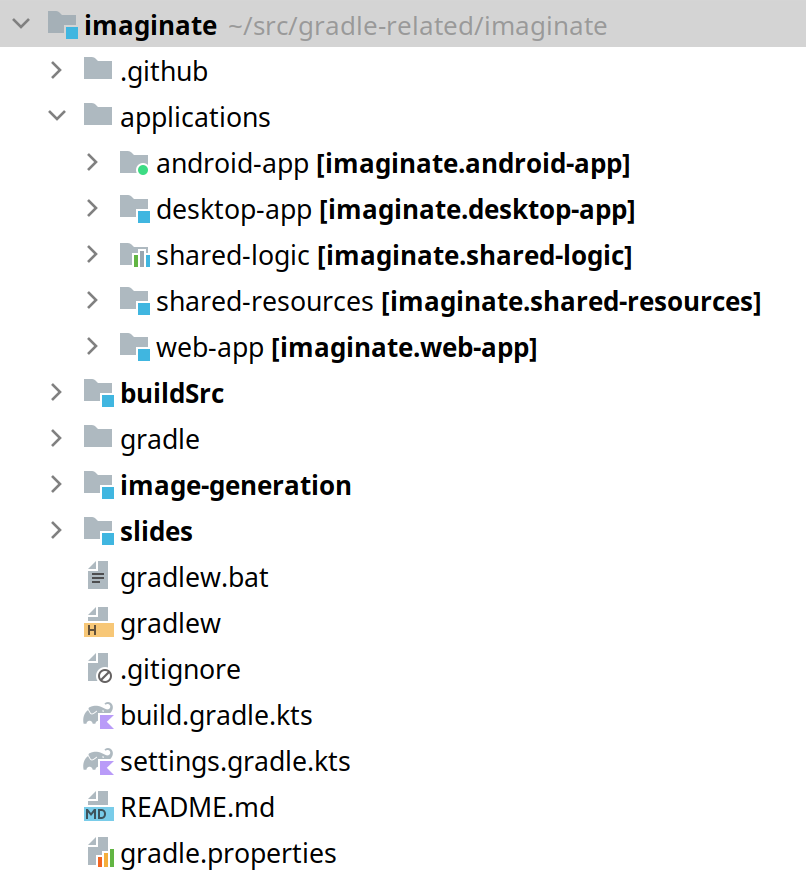 imaginate ~/src/gradle-related/imaginate
.github
applications
android-app [imaginate.android-app]
desktop-app [imaginate.desktop-app]
shared-logic [imaginate.shared-logic]
shared-resources [imaginate.shared-resources]
web-app [imaginate.web-app]
buildSrc
gradle
image-generation
slides
gradlew.bat
H gradlew
.gitignore
build.gradle.kts
settings.gradle.kts
MD README.md
gradle.properties